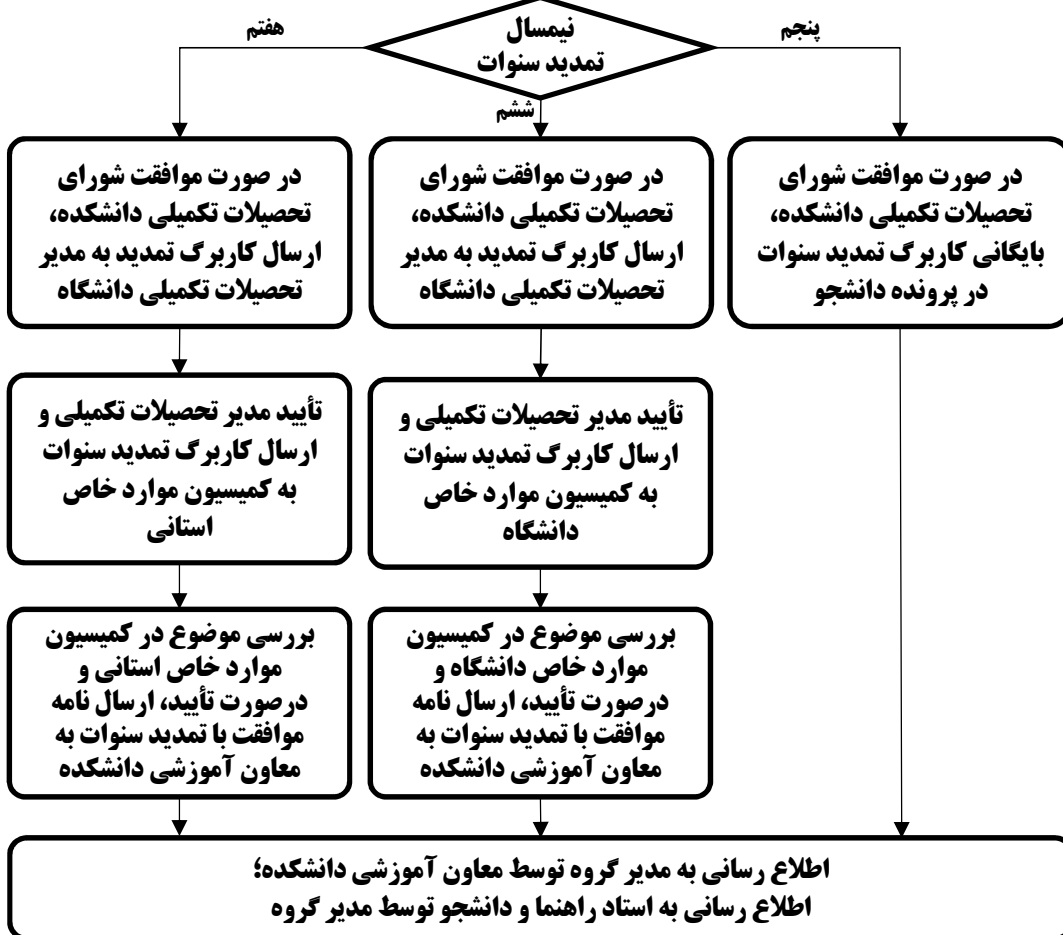 نیمسال
تمدید سنوات
پنجم
ششم
هفتم
در صورت موافقت شورای
تحصیلات تکمیلی دانشکده،
بایگانی کاربرگ تمدید سنوات
در پرونده دانشجو
در صورت موافقت شورای
تحصیلات تکمیلی دانشکده،
ارسال کاربرگ تمدید به مدیر
تحصیلات تکمیلی دانشگاه
در صورت موافقت شورای
تحصیلات تکمیلی دانشکده،
ارسال کاربرگ تمدید به مدیر
تحصیلات تکمیلی دانشگاه
تأیید مدیر تحصیلات تکمیلی و
ارسال کاربرگ تمدید سنوات
به کمیسیون موارد خاص
دانشگاه
تأیید مدیر تحصیلات تکمیلی و
ارسال کاربرگ تمدید سنوات
به کمیسیون موارد خاص
استانی
بررسی موضوع در کمیسیون
موارد خاص دانشگاه و
درصورت تأیید، ارسال نامه
موافقت با تمدید سنوات به
معاون آموزشی دانشکده
بررسی موضوع در کمیسیون
موارد خاص استانی و
درصورت تأیید، ارسال نامه
موافقت با تمدید سنوات به
معاون آموزشی دانشکده
اطلاع رسانی به مدیر گروه توسط معاون آموزشی دانشکده؛
اطلاع رسانی به استاد راهنما و دانشجو توسط مدیر گروه